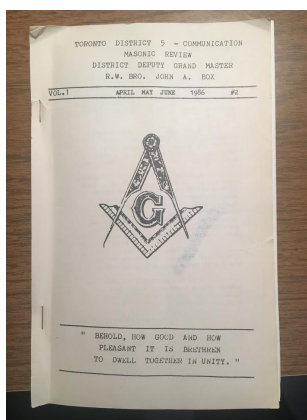 TORONTO DISTRICT 5 - COMMUNICATION
MASONIC REVIEW
DISTRICT DEPUTY GRAND MASTER
R.W. BRO. JOHN A. BOX
VOL.1 APRIL MAY JUNE 1986 #2
G
" BEHOLD, HOW GOOD AND HOW
PLEASANT IT IS BRETHREN
TO DWELL TOGETHER IN UNITY. "